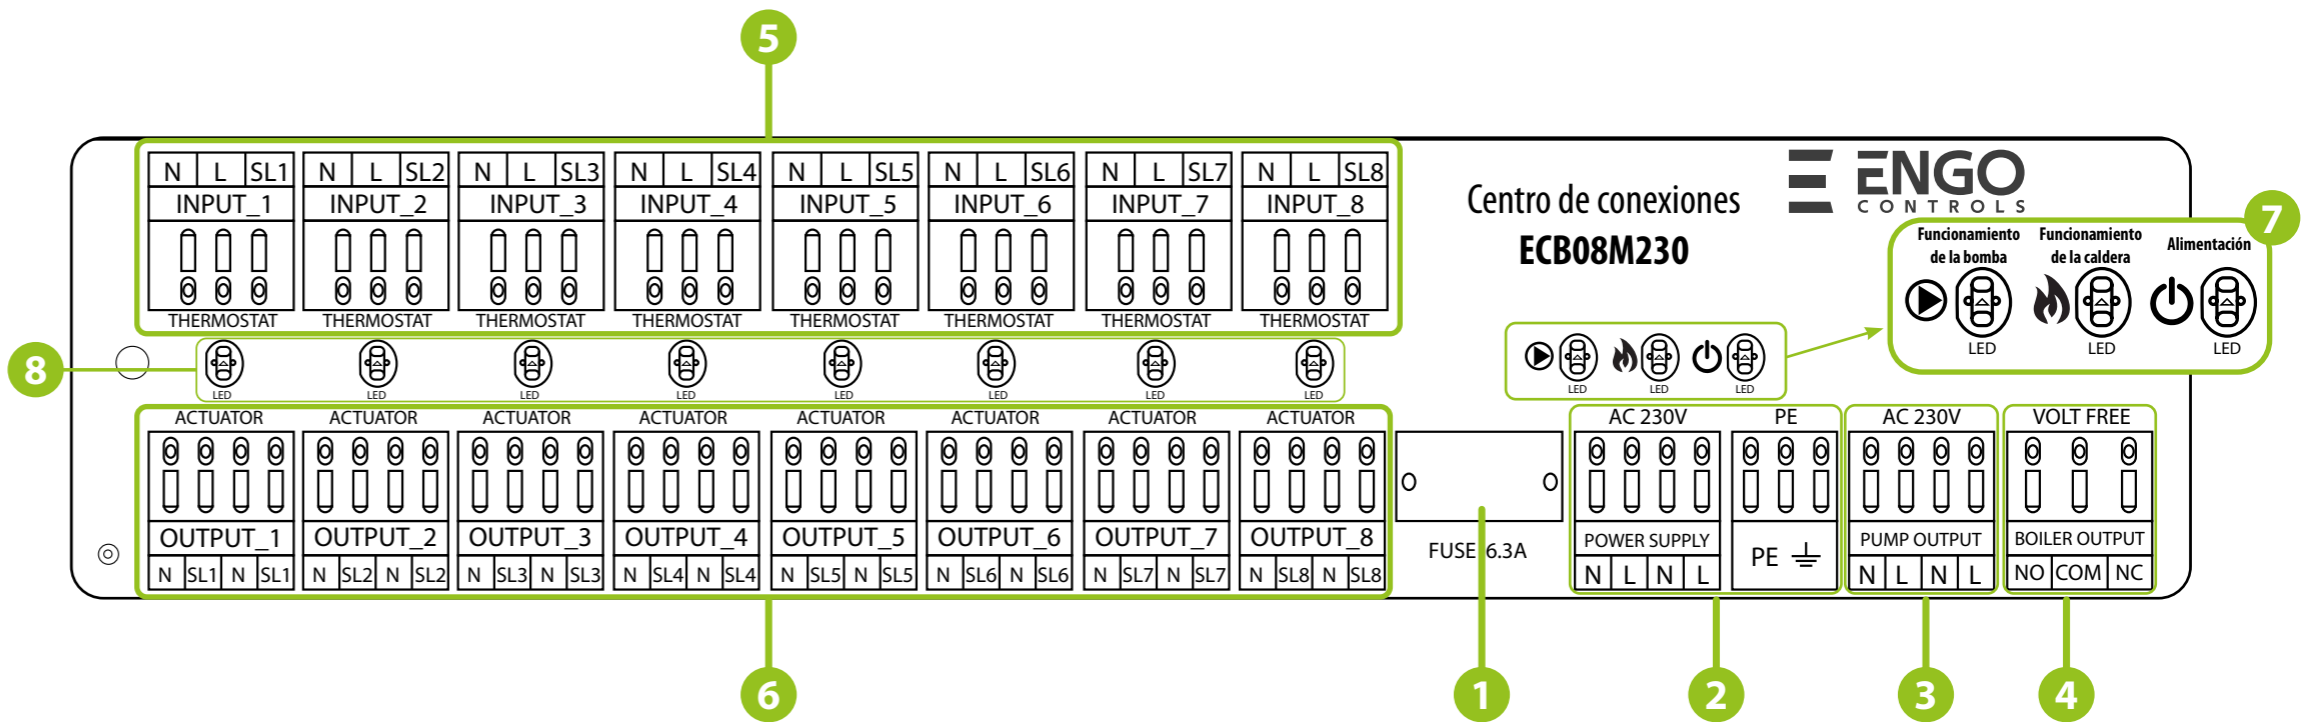 5
N L SL1 N L SL2 N L SL3 N L SL4 N L SL5 N L SL6 N L SL7 N L SL8
INPUT_1 INPUT_2 INPUT_3 INPUT_4 INPUT_5 INPUT_6 INPUT_7 INPUT_8
THERMOSTAT THERMOSTAT THERMOSTAT THERMOSTAT THERMOSTAT THERMOSTAT THERMOSTAT THERMOSTAT
Centro de conexiones
ECB08M230
ENGO
CONTROLS
7
Funcionamiento
de la bomba
Funcionamiento
de la caldera
Alimentación
LED LED LED
LED LED LED
8
LED LED LED LED LED LED LED LED
ACTUATOR ACTUATOR ACTUATOR ACTUATOR ACTUATOR ACTUATOR ACTUATOR ACTUATOR
OUTPUT_1 OUTPUT_2 OUTPUT_3 OUTPUT_4 OUTPUT_5 OUTPUT_6 OUTPUT_7 OUTPUT_8
N SL1 N SL1 N SL2 N SL2 N SL3 N SL3 N SL4 N SL4 N SL5 N SL5 N SL6 N SL6 N SL7 N SL7 N SL8 N SL8
FUSE 6.3A
AC 230V
POWER SUPPLY
N L N L
PE
PE
AC 230V
PUMP OUTPUT
N L N L
VOLT FREE
BOILER OUTPUT
NO COM NC
6
1
2
3
4